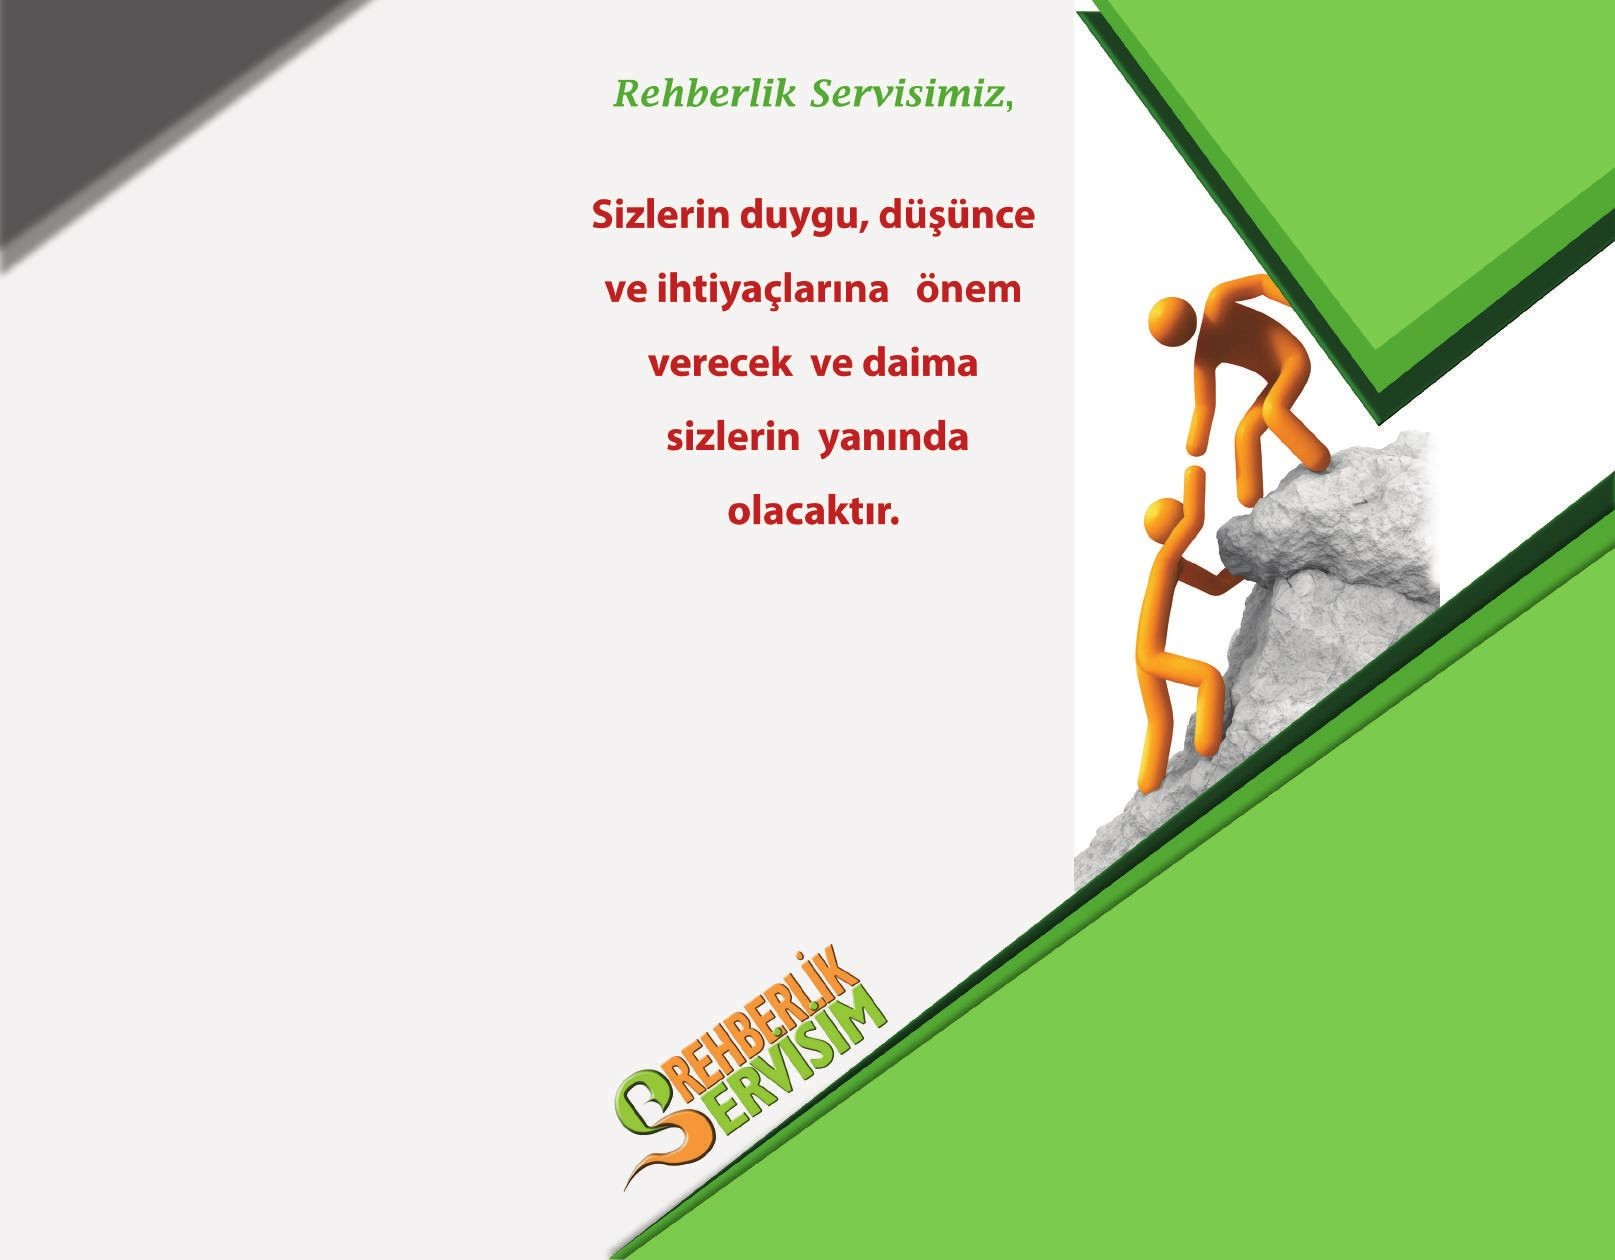 Rehberlik Servisimiz,
Sizlerin duygu, düşünce
ve ihtiyaçlarına önem
verecek ve daima
sizlerin yanında
olacaktır.
REHBERLİK
SERVİSİM